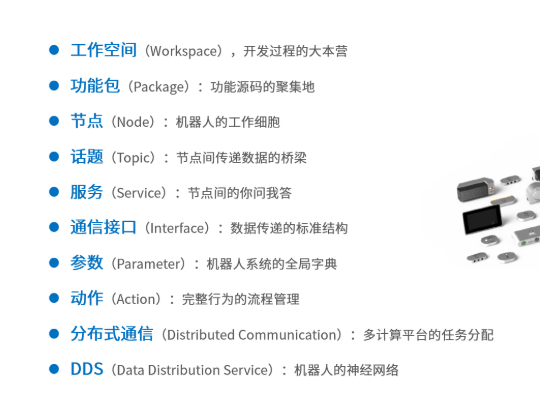 ● 工作空间（Workspace），开发过程的大本营
● 功能包（Package）：功能源码的聚集地
● 节点（Node）：机器人的工作细胞
● 话题（Topic）：节点间传递数据的桥梁
● 服务（Service）：节点间的你问我答
● 通信接口（Interface）：数据传递的标准结构
● 参数（Parameter）：机器人系统的全局字典
● 动作（Action）：完整行为的流程管理
● 分布式通信（Distributed Communication）：多计算平台的任务分配
● DDS（Data Distribution Service）：机器人的神经网络